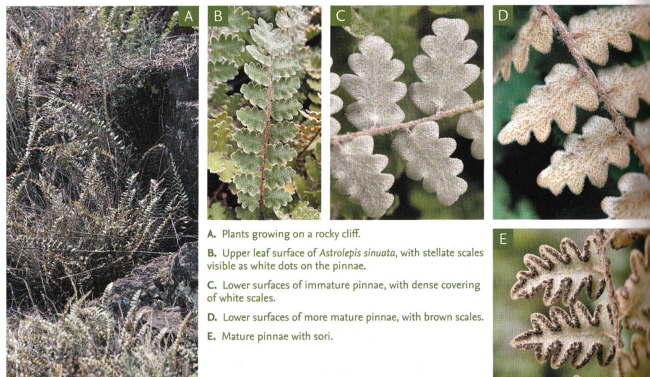 A
B
C
D
A. Plants growing on a rocky cliff.
B. Upper leaf surface of Astrolepis sinuata, with stellate scales
visible as white dots on the pinnae.
C. Lower surfaces of immature pinnae, with dense covering
of white scales.
D. Lower surfaces of more mature pinnae, with brown scales.
E. Mature pinnae with sori.
E